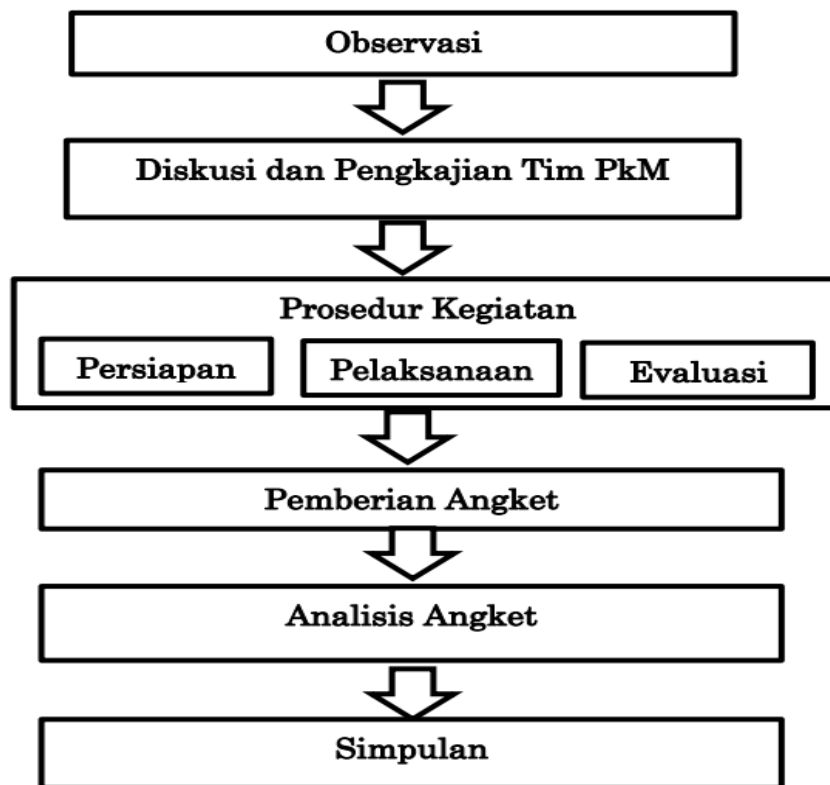 Observasi
Diskusi dan Pengkajian Tim PkM
Prosedur Kegiatan
Persiapan
Pelaksanaan
Evaluasi
Pemberian Angket
Analisis Angket
Simpulan